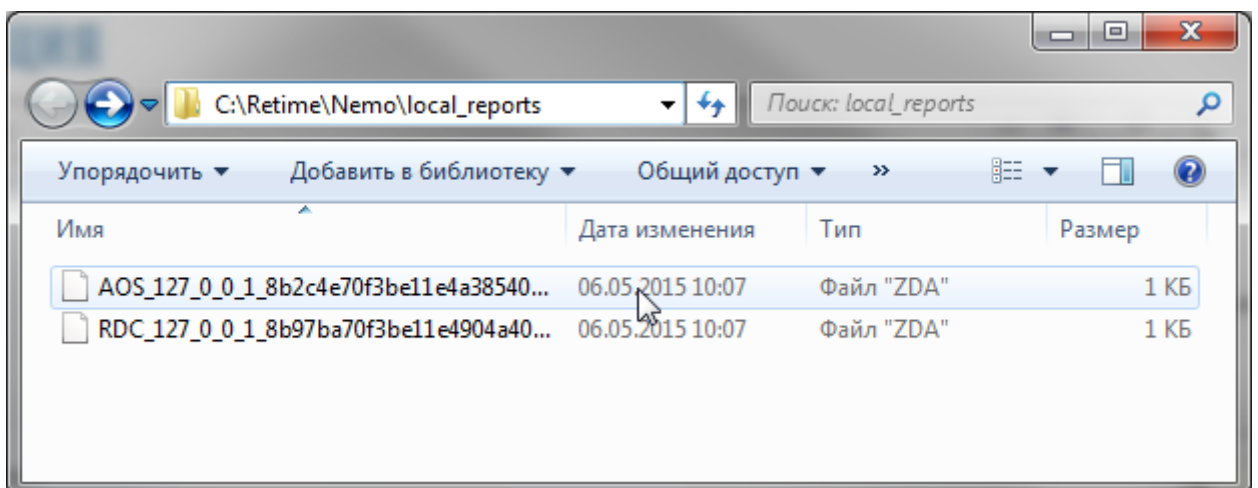 C:\Retime\Nemo\local_reports Поиск: local_reports
Упорядочить Добавить в библиотеку Общий доступ »
Имя Дата изменения Тип Размер
AOS_127_0_0_1_8b2c4e70f3be11e4a38540... 06.05.2015 10:07 Файл "ZDA" 1 КБ
RDC_127_0_0_1_8b97ba70f3be11e4904a40... 06.05.2015 10:07 Файл "ZDA" 1 КБ